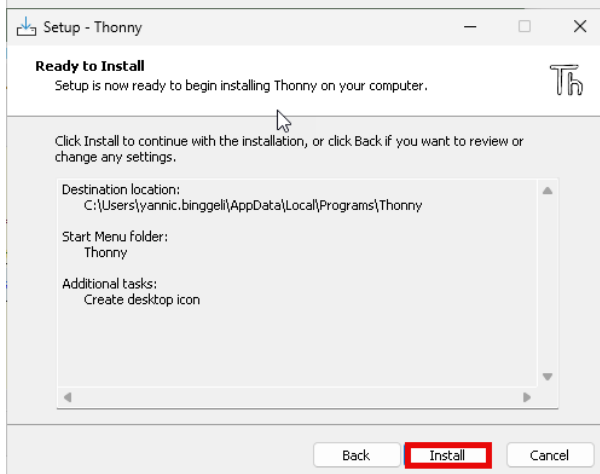 Setup - Thonny
Ready to Install
Setup is now ready to begin installing Thonny on your computer.
Th
Click Install to continue with the installation, or click Back if you want to review or
change any settings.
Destination location:
C:\Users\yannic.binggeli\AppData\Local\Programs\Thonny
Start Menu folder:
Thonny
Additional tasks:
Create desktop icon
Back Install Cancel